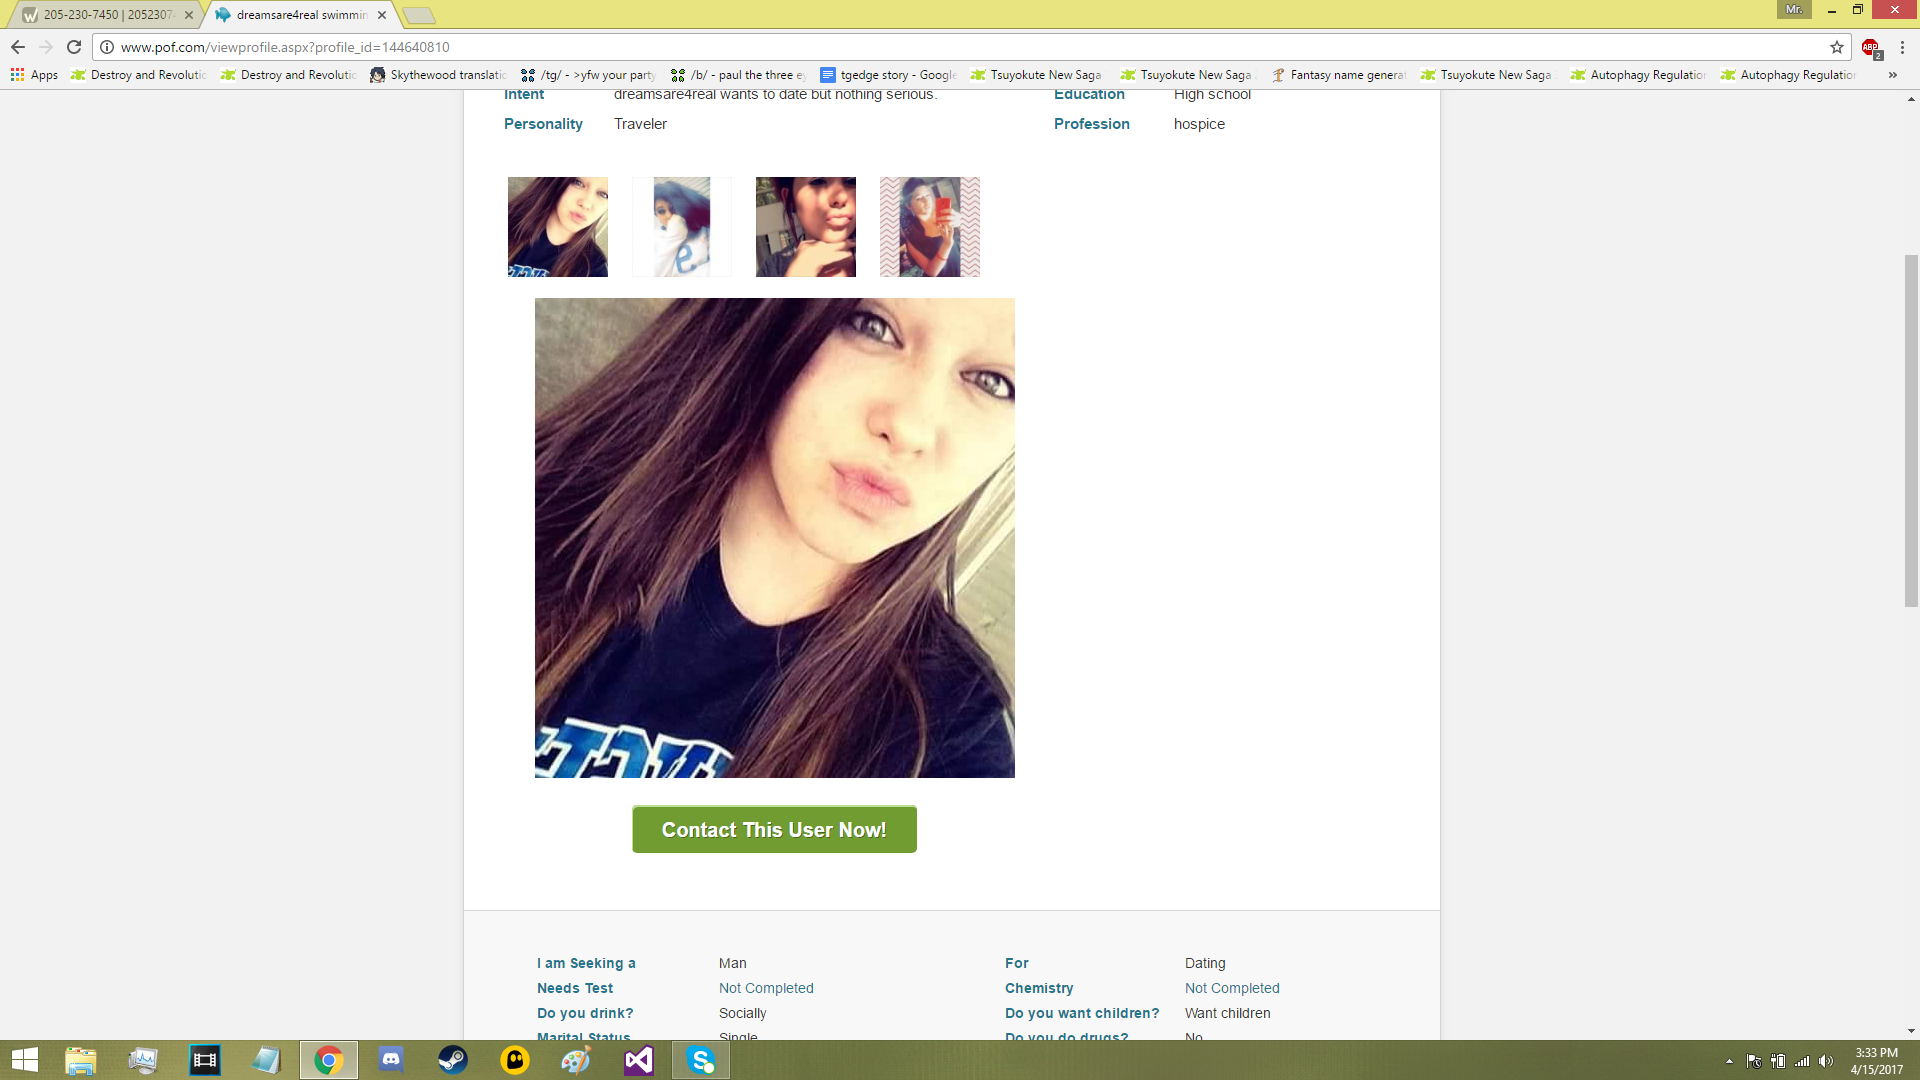 205-230-7450 | 2052307
dreamsare4real swimmin
Mr.
www.pof.com/viewprofile.aspx?profile_id=144640810
ABP
2
Apps
Destroy and Revolutio
Destroy and Revolutio
Skythewood translatio
/tg/ - >yfw your party
/b/ - paul the three ey
tgedge story - Google
Tsuyokute New Saga
Tsuyokute New Saga
Fantasy name generat
Tsuyokute New Saga
Autophagy Regulation
Autophagy Regulation
»
Intent dreamsare4real wants to date but nothing serious. Education High school
Personality Traveler Profession hospice
Contact This User Now!
I am Seeking a Man For Dating
Needs Test Not Completed Chemistry Not Completed
Do you drink? Socially Do you want children? Want children
Marital Status Single Do you do drugs? No
3:33 PM
4/15/2017